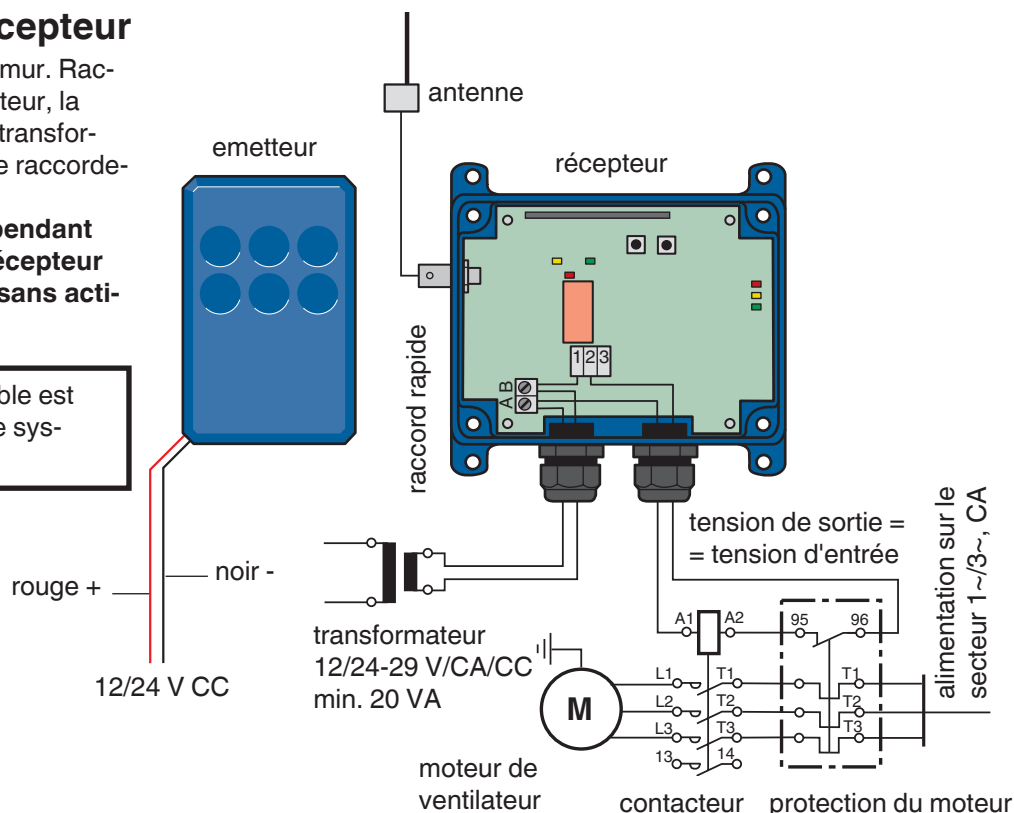 cepteur
mur. Rac-
teur, la
transfor-
e raccorde-
pendant
écepteur
sans acti-
ble est
e sys-
antenne
emetteur
récepteur
raccord rapide
1 2 3
B
A
rouge +
noir -
12/24 V CC
transformateur
12/24-29 V/CA/CC
min. 20 VA
tension de sortie =
= tension d'entrée
alimentation sur le
secteur 1~/3~, CA
A1 A2 95 96
L1 T1 T1
L2 T2 T2
L3 T3 T3
13 14
M
moteur de
ventilateur
contacteur
protection du moteur